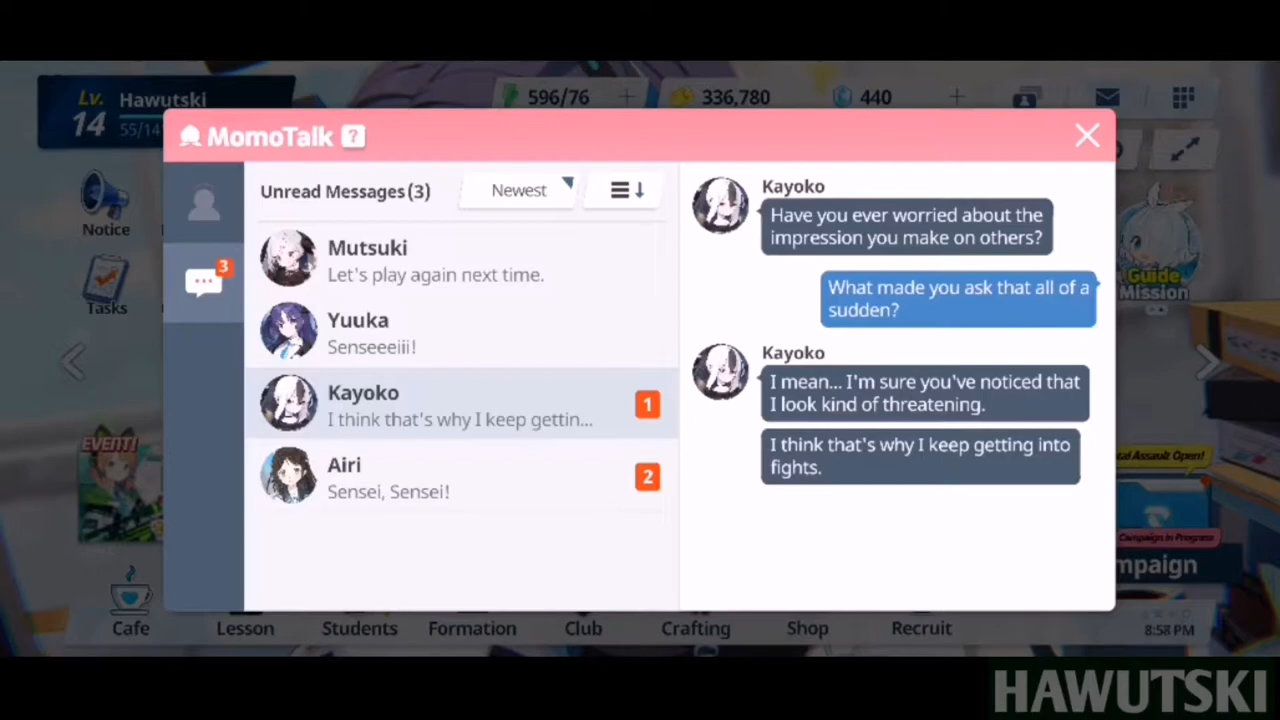 Lv. Hawutski
14 55/14
596/76
336,780
440
MomoTalk ?
Notice
Tasks
EVENT!
3
Unread Messages (3)
Newest
Mutsuki
Let's play again next time.
Yuuka
Senseeeiii!
Kayoko
I think that's why I keep gettin...
1
Airi
Sensei, Sensei!
2
Kayoko
Have you ever worried about the
impression you make on others?
What made you ask that all of a
sudden?
Kayoko
I mean... I'm sure you've noticed that
I look kind of threatening.
I think that's why I keep getting into
fights.
Guide
Mission
tal Assault Open!
Campaign in Progress
mpaign
Cafe
Lesson
Students
Formation
Club
Crafting
Shop
Recruit
8:58 PM
HAWUTSKI